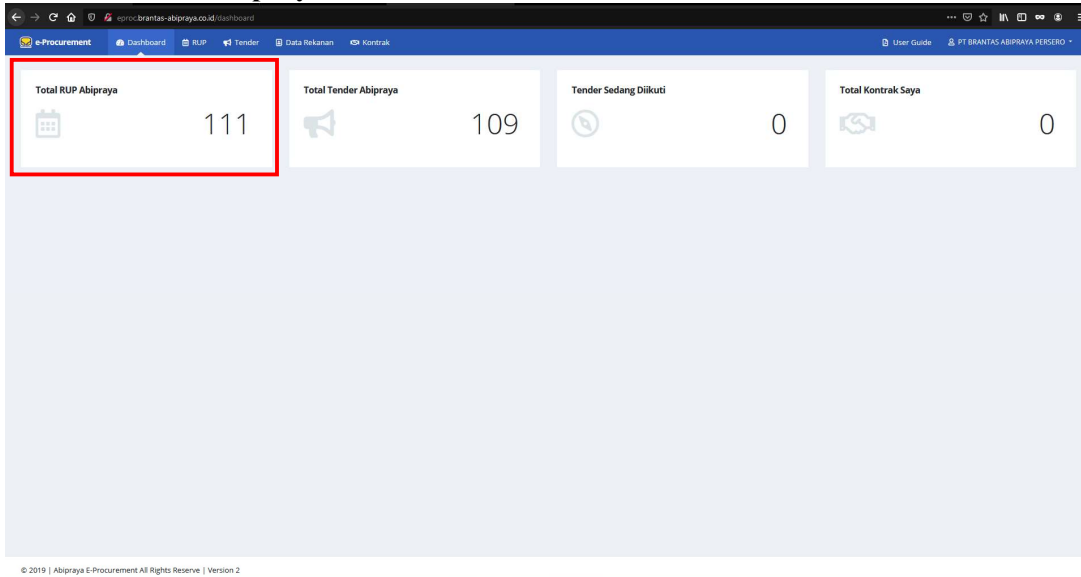 eproc.brantas-abipraya.co.id/dashboard
e-Procurement Dashboard RUP Tender Data Rekanan Kontrak User Guide PT BRANTAS ABIPRAYA PERSERO
Total RUP Abipraya
111
Total Tender Abipraya
109
Tender Sedang Diikuti
0
Total Kontrak Saya
0
© 2019 | Abipraya E-Procurement All Rights Reserve | Version 2